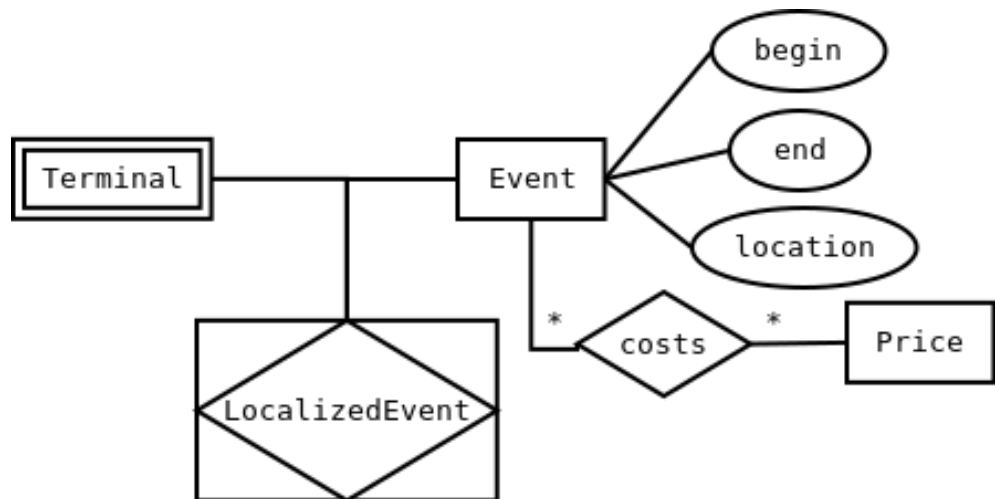 begin
end
Terminal
Event
location
*
*
costs
Price
LocalizedEvent